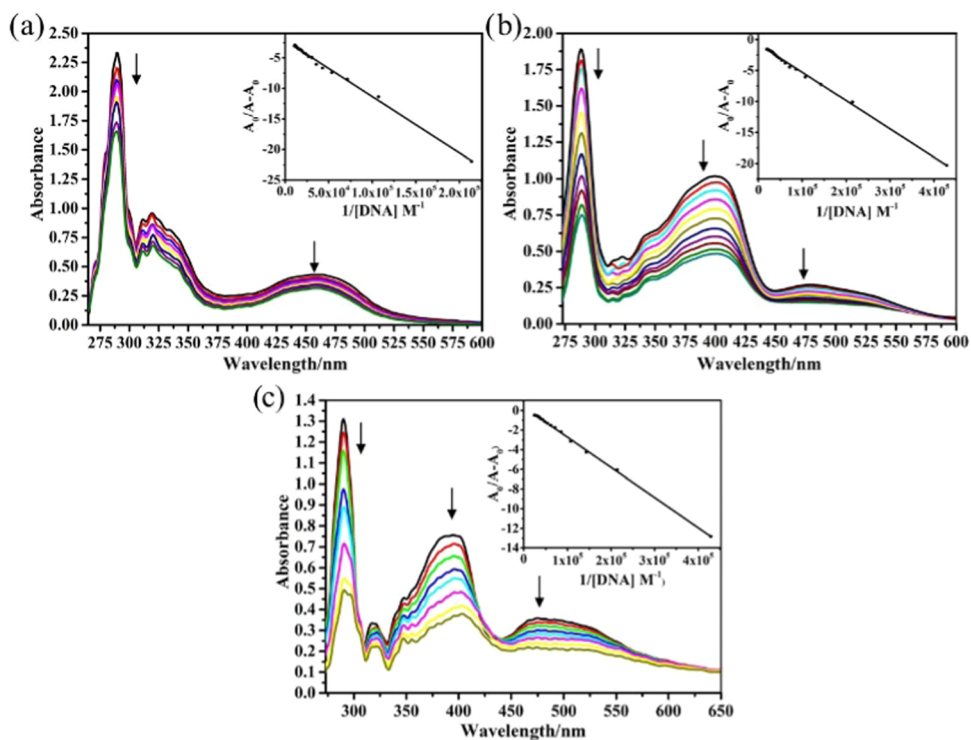 (a)
2.50
2.25
2.00
1.75
1.50
1.25
1.00
0.75
0.50
0.25
0.00
Absorbance
275 300 325 350 375 400 425 450 475 500 525 550 575 600
Wavelength/nm
-5
-10
-15
-20
-25
A₀/A-A₀
5.0x10⁴ 1.0x10⁵ 1.5x10⁵ 2.0x10⁵
1/[DNA] M⁻¹
(b)
2.00
1.75
1.50
1.25
1.00
0.75
0.50
0.25
0.00
Absorbance
275 300 325 350 375 400 425 450 475 500 525 550 575 600
Wavelength/nm
0
-5
-10
-15
-20
A₀/A-A₀
1x10⁵ 2x10⁵ 3x10⁵ 4x10⁵
1/[DNA] M⁻¹
(c)
1.4
1.3
1.2
1.1
1.0
0.9
0.8
0.7
0.6
0.5
0.4
0.3
0.2
0.1
0.0
Absorbance
300 350 400 450 500 550 600 650
Wavelength/nm
0
-2
-4
-6
-8
-10
-12
-14
A₀/A-A₀)
1x10⁵ 2x10⁵ 3x10⁵ 4x10⁵
1/[DNA] M⁻¹)